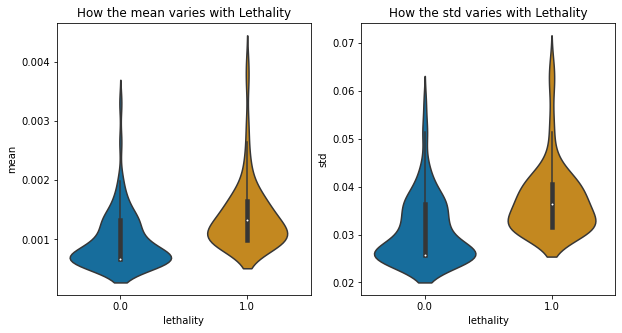 How the mean varies with Lethality
mean
0.004
0.003
0.002
0.001
0.0
1.0
lethality
How the std varies with Lethality
std
0.07
0.06
0.05
0.04
0.03
0.02
0.0
1.0
lethality